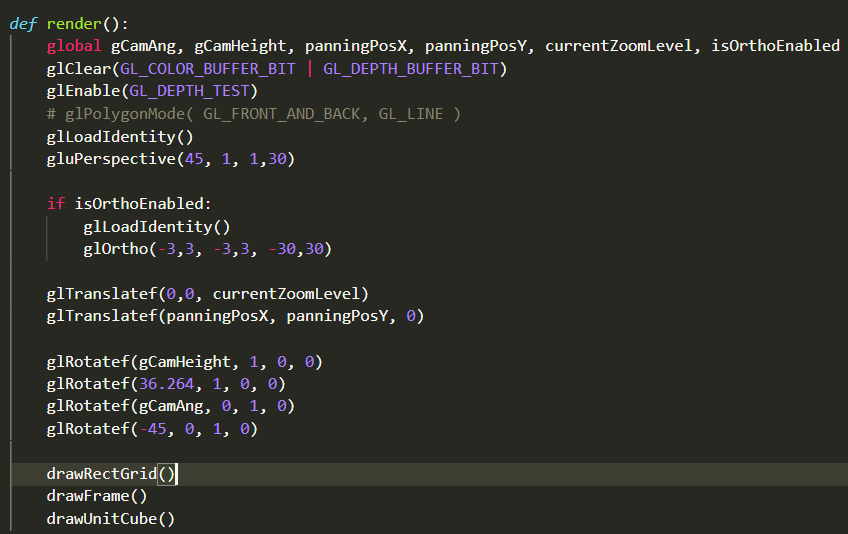 def render():
    global gCamAng, gCamHeight, panningPosX, panningPosY, currentZoomLevel, isOrthoEnabled
    glClear(GL_COLOR_BUFFER_BIT | GL_DEPTH_BUFFER_BIT)
    glEnable(GL_DEPTH_TEST)
    # glPolygonMode( GL_FRONT_AND_BACK, GL_LINE )
    glLoadIdentity()
    gluPerspective(45, 1, 1,30)

    if isOrthoEnabled:
        glLoadIdentity()
        glOrtho(-3,3, -3,3, -30,30)

    glTranslatef(0,0, currentZoomLevel)
    glTranslatef(panningPosX, panningPosY, 0)

    glRotatef(gCamHeight, 1, 0, 0)
    glRotatef(36.264, 1, 0, 0)
    glRotatef(gCamAng, 0, 1, 0)
    glRotatef(-45, 0, 1, 0)

    drawRectGrid()
    drawFrame()
    drawUnitCube()